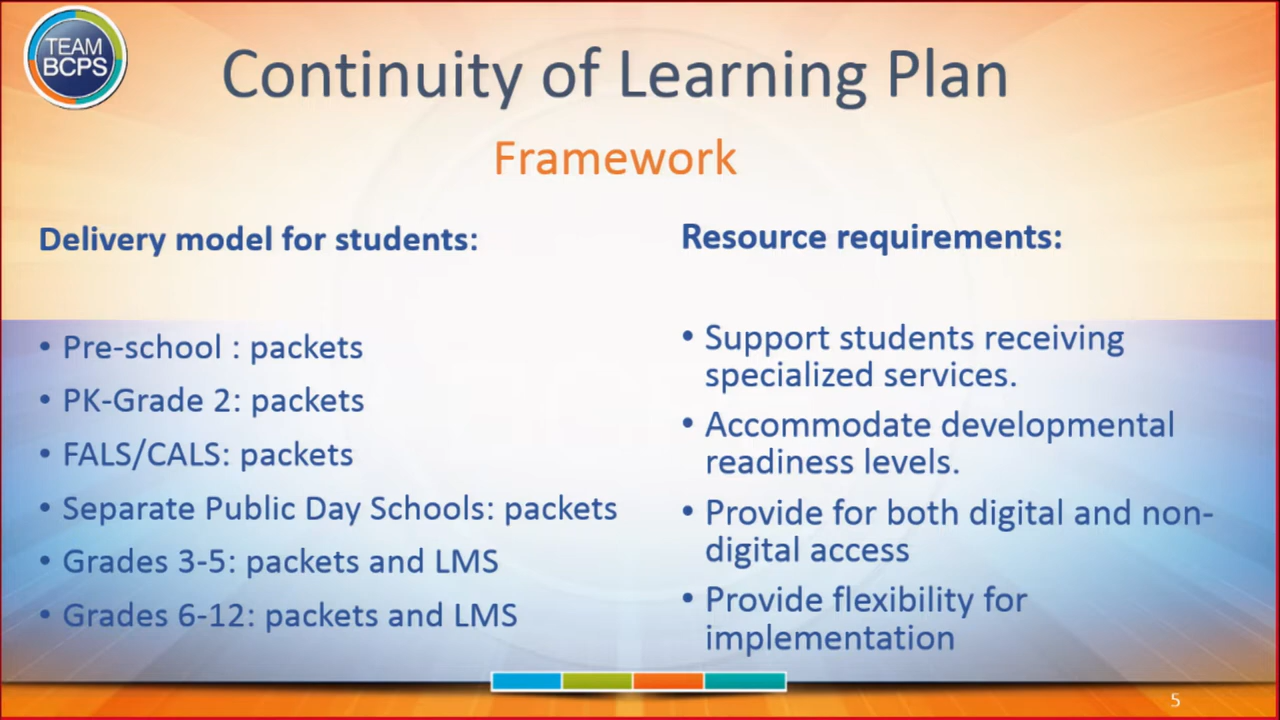 TEAM
BCPS
Continuity of Learning Plan
Framework
Delivery model for students:
• Pre-school : packets
• PK-Grade 2: packets
• FALS/CALS: packets
• Separate Public Day Schools: packets
• Grades 3-5: packets and LMS
• Grades 6-12: packets and LMS
Resource requirements:
• Support students receiving
specialized services.
• Accommodate developmental
readiness levels.
• Provide for both digital and non-
digital access
• Provide flexibility for
implementation
5